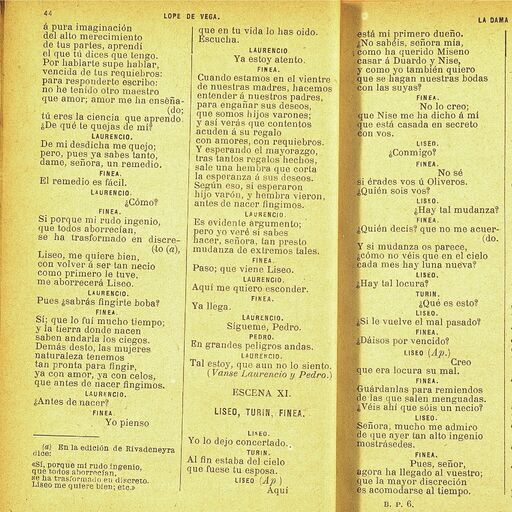 44
LOPE DE VEGA.
á pura imaginación
del alto merecimiento
de tus partes, aprendí
el que tú dices que tengo.
Por hablarte supe hablar,
vencida de tus requiebros:
para responderte escribo:
no he tenido otro maestro
que amor; amor me ha enseña-
(do:
tú eres la ciencia que aprendo.
¿De qué te quejas de mí?
LAURENCIO.
De mi desdicha me quejo;
pero, pues ya sabes tanto,
dame, señora, un remedio.
FINEA.
El remedio es fácil.
LAURENCIO.
¿Cómo?
FINEA.
Si porque mi rudo ingenio,
que todos aborrecían,
se ha trasformado en discre-
(to (a),
Liseo, me quiere bien,
con volver á ser tan necio
como primero le tuve,
me aborrecerá Liseo.
LAURENCIO.
Pues ¿sabrás fingirte boba?
FINEA.
Sí; que lo fuí mucho tiempo;
y la tierra donde nacen
saben andarla los ciegos.
Demás desto, las mujeres
naturaleza tenemos
tan pronta para fingir,
ya con amor, ya con celos,
que antes de nacer fingimos.
LAURENCIO.
¿Antes de nacer?
FINEA.
Yo pienso
(a) En la edición de Rivadeneyra
dice:
«Si, porque mi rudo ingenio,
que todos aborrecían,
se ha trasformado en discreto.
Liseo me quiere bien; etc.»
que en tu vida lo has oido.
Escucha.
LAURENCIO
Ya estoy atento.
FINEA.
Cuando estamos en el vientre
de nuestras madres, hacemos
entender á nuestros padres,
para engañar sus deseos,
que somos hijos varones;
y así verás que contentos
acuden á su regalo
con amores, con requiebros.
Y esperando el mayorazgo,
tras tantos regalos hechos,
sale una hembra que corta
la esperanza á sus deseos.
Según eso, si esperaron
hijo varón, y hembra vieron,
antes de nacer fingimos.
LAURENCIO
Es evidente argumento;
pero yo veré si sabes
hacer, señora, tan presto
mudanza de extremos tales.
FINEA.
Paso; que viene Liseo.
LAURENCIO.
Aquí me quiero esconder.
FINEA.
Ya llega.
LAURENCIO.
Sígueme, Pedro.
PEDRO.
En grandes peligros andas.
LAURENCIO.
Tal estoy, que aun no lo siento.
(Vanse Laurencio y Pedro.)
ESCENA XI.
LISEO, TURIN, FINEA.
LISEO.
Yo lo dejo concertado.
TURIN.
Al fin estaba del cielo
que fuese tu esposa.
LISEO (Ap.)
Aquí
LA DAMA
está mi primero dueño.
¿No sabéis, señora mía,
como ha querido Miseno
casar á Duardo y Nise,
y como yo también quiero
que se hagan nuestras bodas
con las suyas?
FINEA.
No lo creo;
que Nise me ha dicho á mí
que está casada en secreto
con vos.
LISEO.
¿Conmigo?
FINEA.
No sé
si érades vos ú Oliveros.
¿Quién sois vos?
LISEO.
¿Hay tal mudanza?
FINEA.
¿Quién decís? que no me acuer-
(do.
Y si mudanza os parece,
¿cómo no véis que en el cielo
cada mes hay luna nueva?
LISEO.
¿Hay tal locura?
TURIN.
¿Qué es esto?
LISEO.
¿Si le vuelve el mal pasado?
FINEA.
¿Dáisos por vencido?
LISEO (Ap.)
Creo
que era locura su mal.
FINEA.
Guárdanlas para remiendos
de las que salen menguadas.
¿Véis ahí que sóis un necio?
LISEO.
Señora, mucho me admiro
de que ayer tan alto ingenio
mostrásedes.
FINEA.
Pues, señor,
agora ha llegado al vuestro;
que la mayor discreción
es acomodarse al tiempo.
B. P. 6.